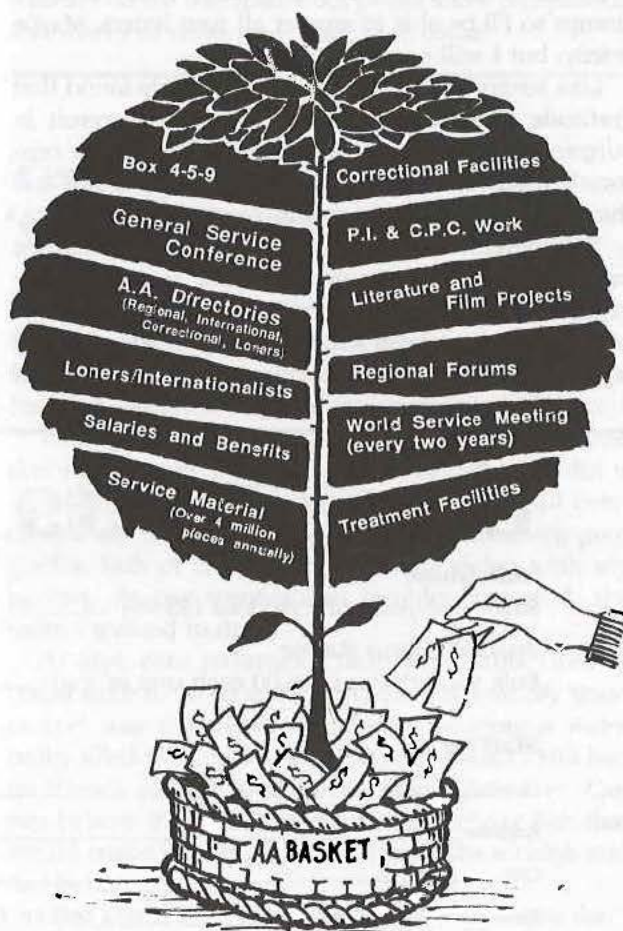 Box 4-5-9
General Service
Conference
A.A. Directories
(Regional, International,
Correctional, Loners)
Loners/Internationalists
Salaries and Benefits
Service Material
(Over 4 million
pieces annually)
Correctional Facilities
P.I. & C.P.C. Work
Literature and
Film Projects
Regional Forums
World Service Meeting
(every two years)
Treatment Facilities
$ $ $ $ $ $ $ $ $ $
AA BASKET